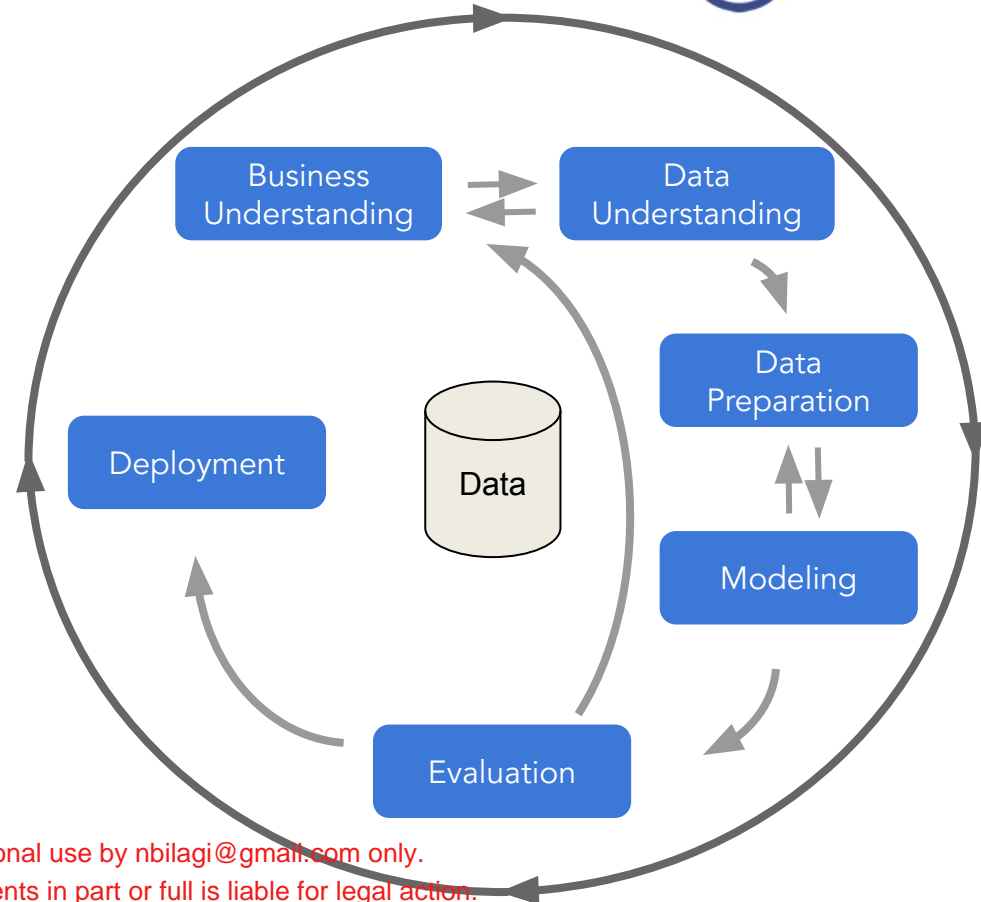 Business
Understanding
Data
Understanding
Data
Preparation
Deployment
Data
Modeling
Evaluation
onal use by nbilagi@gmail.com only.
ents in part or full is liable for legal action.